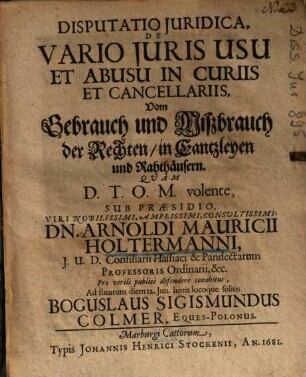 DISPUTATIO JURIDICA,
DE
VARIO JURIS USU
ET ABUSU IN CURIIS
ET CANCELLARIIS,
Vom
Gebrauch und Mißbrauch
der Rechten/ in Cantzleyen
und Rahthäusern.
QUAM
D. T. O. M. volente,
SUB PRÆSIDIO,
VIRI NOBILISSIMI, AMPLISSIMI, CONSULTISSIMI,
DN. ARNOLDI MAURICII
HOLTERMANNI,
J. U. D. Consiliarii Hassiaci & Pandectarum
PROFESSORIS Ordinarii, &c.
Pro virili publicè defendere conabitur,
Ad futurum diem Jun. horis locoque solitis
BOGUSLAUS SIGISMUNDUS
COLMER, EQUES-POLONUS.
Marburgi Cattorum,
Typis JOHANNIS HENRICI STOCKENII, AN. 1681.